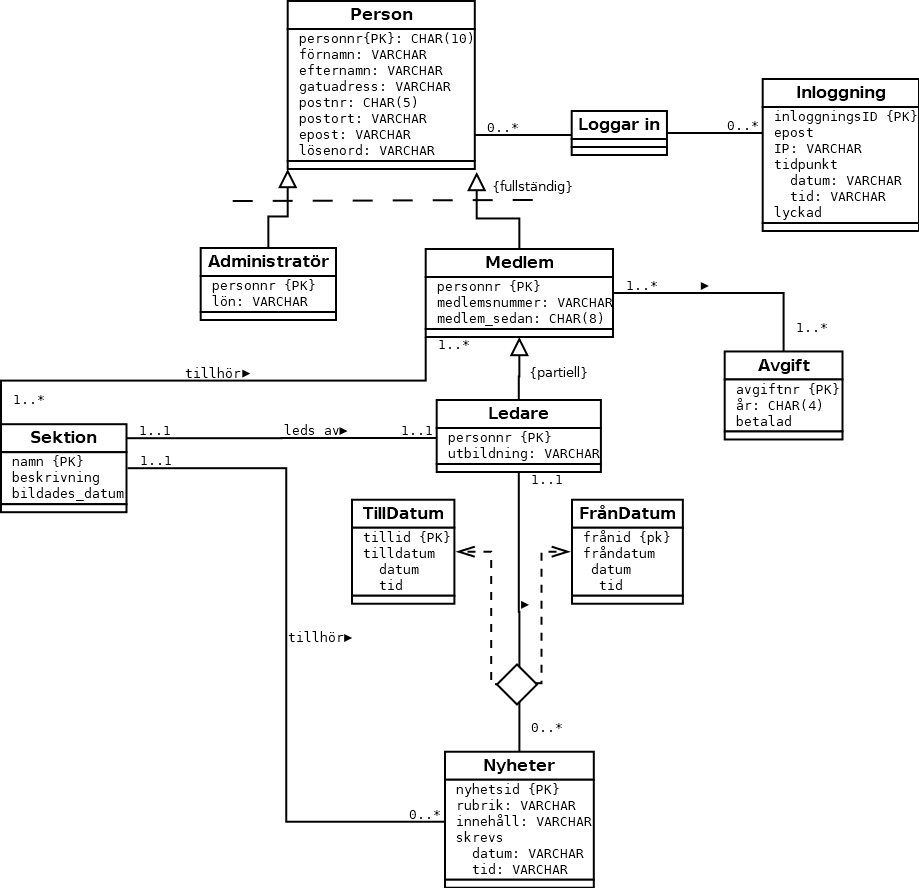 Person
personnr{PK}: CHAR(10)
förnamn: VARCHAR
efternamn: VARCHAR
gatuadress: VARCHAR
postnr: CHAR(5)
postort: VARCHAR
epost: VARCHAR
lösenord: VARCHAR
0..*
Loggar in
0..*
Inloggning
inloggningsID {PK}
epost
IP: VARCHAR
tidpunkt
datum: VARCHAR
tid: VARCHAR
lyckad
{fullständig}
Administratör
personnr {PK}
lön: VARCHAR
Medlem
personnr {PK}
medlemsnummer: VARCHAR
medlem_sedan: CHAR(8)
1..*
1..*
Avgift
avgiftnr {PK}
år: CHAR(4)
betalad
1..*
tillhör
1..*
{partiell}
Sektion
namn {PK}
beskrivning
bildades_datum
1..1
leds av
1..1
Ledare
personnr {PK}
utbildning: VARCHAR
1..1
1..1
TillDatum
tillid {PK}
tilldatum
datum
tid
FrånDatum
frånid {pk}
fråndatum
datum
tid
tillhör
0..*
0..*
Nyheter
nyhetsid {PK}
rubrik: VARCHAR
innehåll: VARCHAR
skrevs
datum: VARCHAR
tid: VARCHAR